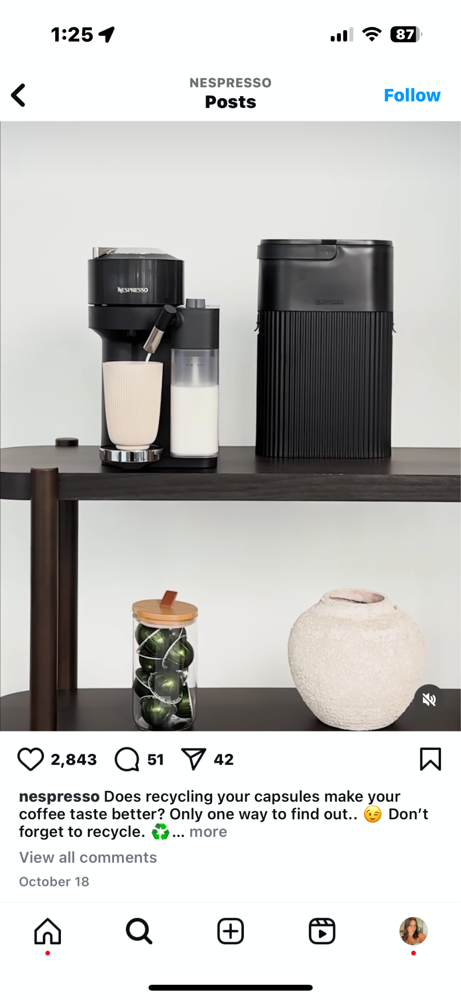 1:25
87
NESPRESSO
Posts
Follow
NESPRESSO
NESPRESSO
2,843
51
42
nespresso Does recycling your capsules make your
coffee taste better? Only one way to find out.. 😉 Don’t
forget to recycle. ♻️... more
View all comments
October 18